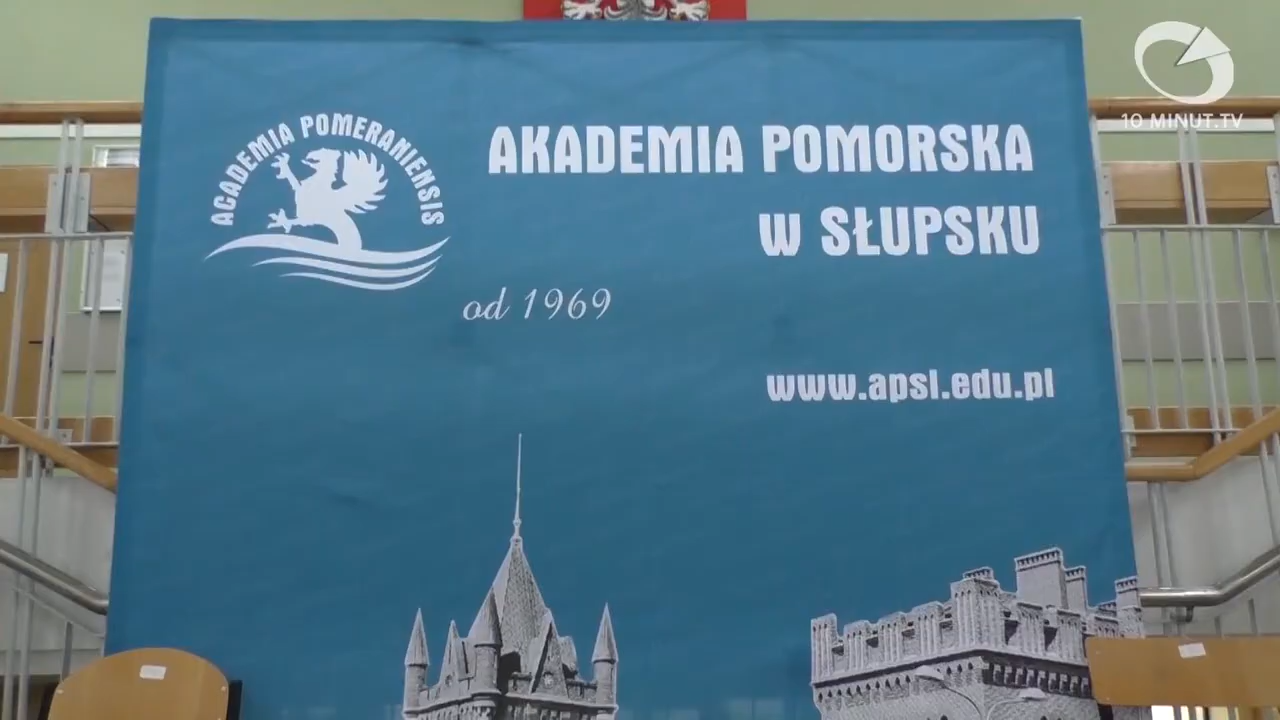 10 MINUT.TV
ACADEMIA POMERANIENSIS
AKADEMIA POMORSKA
W SŁUPSKU
od 1969
www.apsl.edu.pl